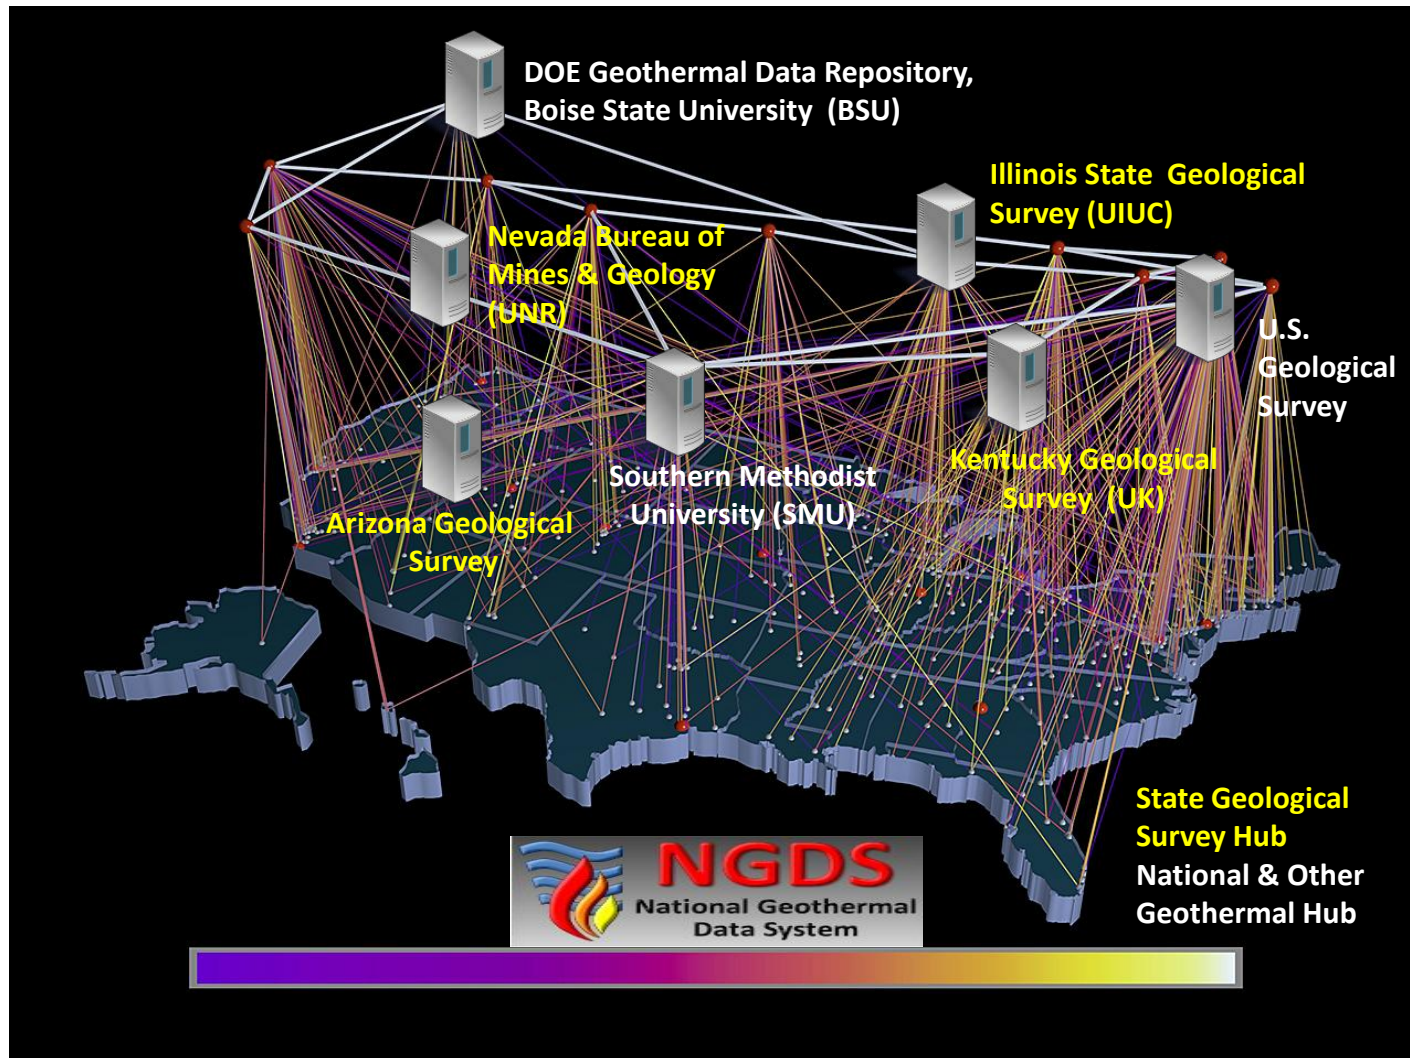 DOE Geothermal Data Repository,
Boise State University (BSU)
Illinois State Geological
Survey (UIUC)
Nevada Bureau of
Mines & Geology
(UNR)
U.S.
Geological
Survey
Kentucky Geological
Survey (UK)
Southern Methodist
University (SMU)
Arizona Geological
Survey
State Geological
Survey Hub
National & Other
Geothermal Hub
NGDS
National Geothermal
Data System